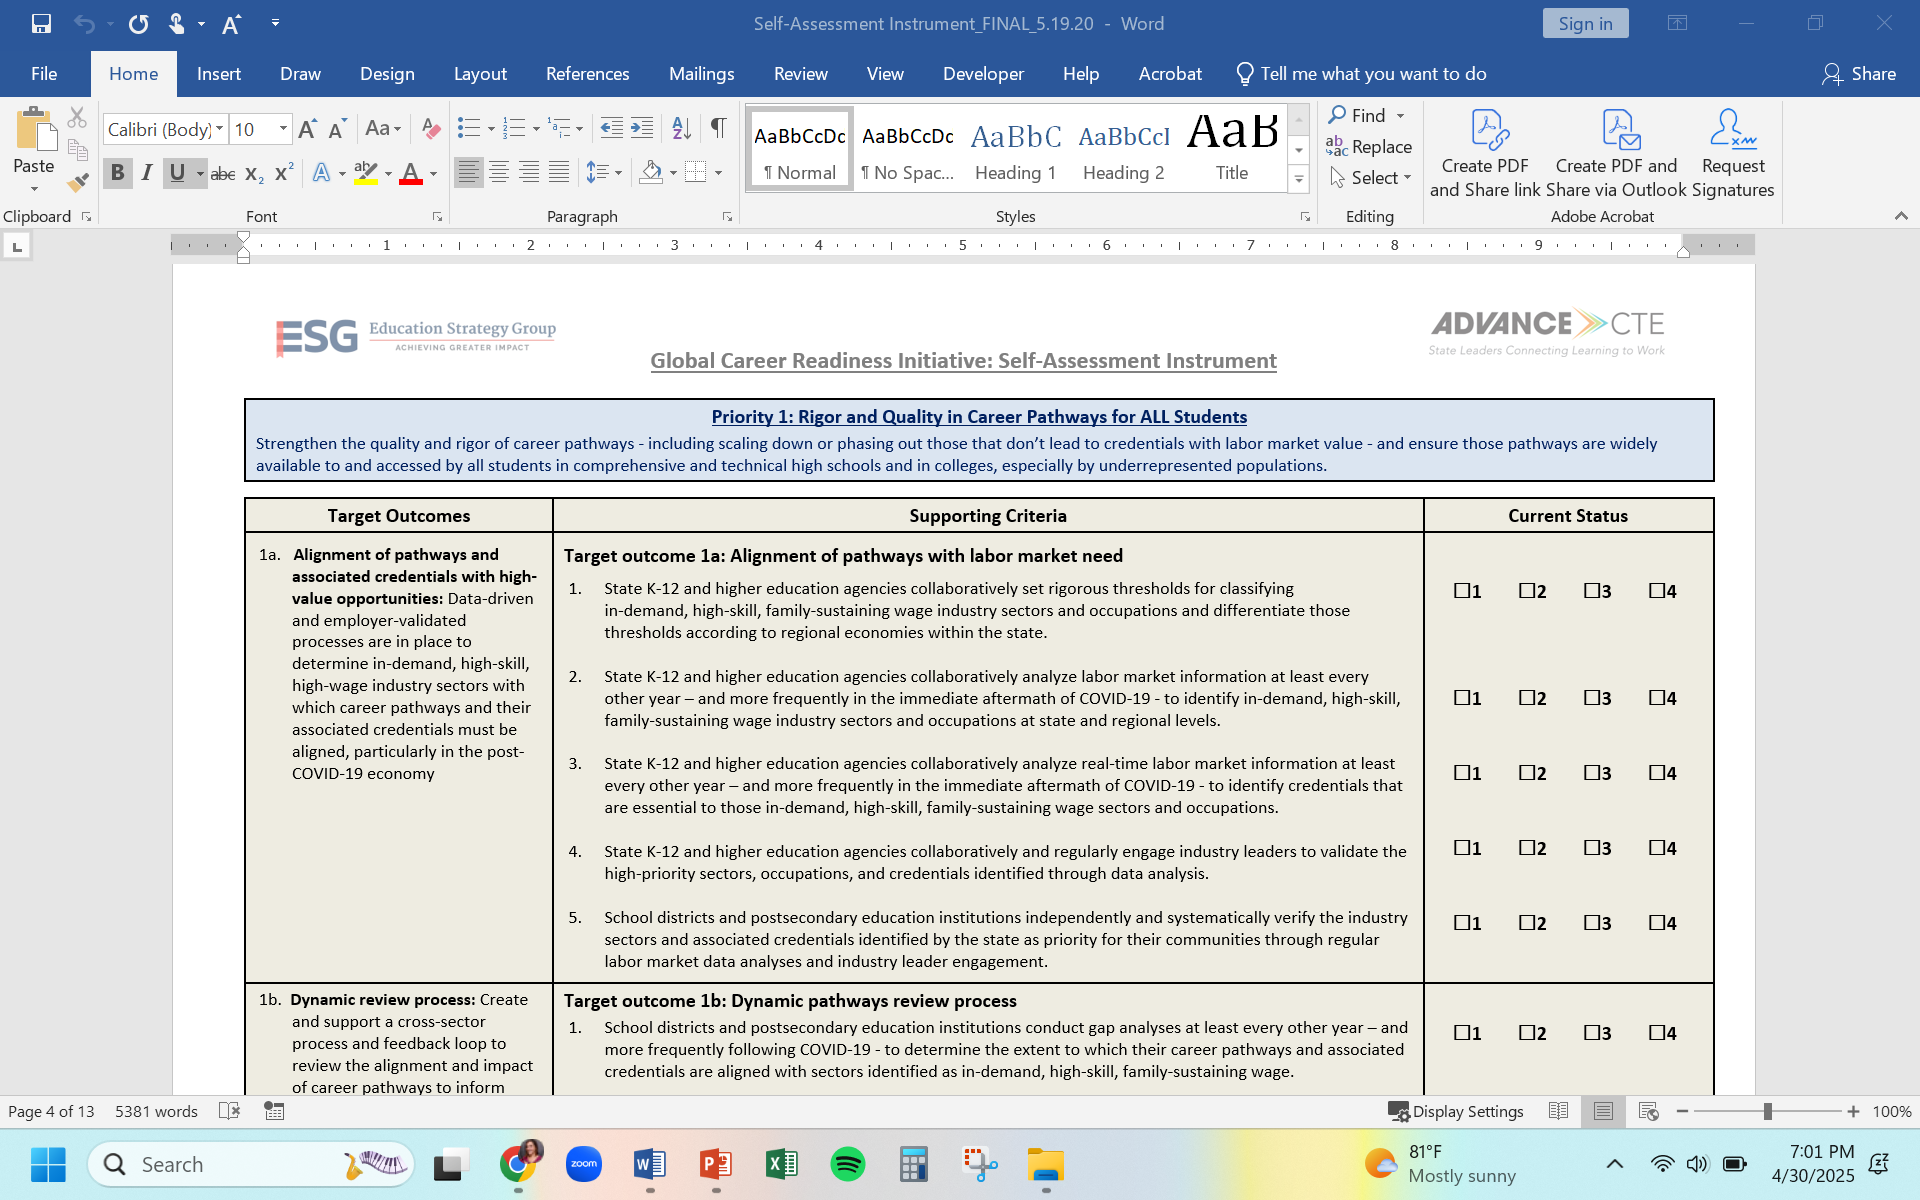 Self-Assessment Instrument_FINAL_5.19.20 - Word
Sign in
File Home Insert Draw Design Layout References Mailings Review View Developer Help Acrobat Tell me what you want to do Share
Paste
Calibri (Body) 10
Aa
B I U abc X₂ X² A ab A
AaBbCcDc AaBbCcDc AaBbC AaBbCcI AaB
¶ Normal ¶ No Spac... Heading 1 Heading 2 Title
Find
Replace
Select
Create PDF and Share link
Create PDF and Share via Outlook
Request Signatures
Clipboard Font Paragraph Styles Editing Adobe Acrobat
1 2 3 4 5 6 7 8 9
ESG Education Strategy Group
ACHIEVING GREATER IMPACT
ADVANCE CTE
State Leaders Connecting Learning to Work
Global Career Readiness Initiative: Self-Assessment Instrument
Priority 1: Rigor and Quality in Career Pathways for ALL Students
Strengthen the quality and rigor of career pathways - including scaling down or phasing out those that don’t lead to credentials with labor market value - and ensure those pathways are widely
available to and accessed by all students in comprehensive and technical high schools and in colleges, especially by underrepresented populations.
Target Outcomes Supporting Criteria Current Status
1a. Alignment of pathways and
associated credentials with high-
value opportunities: Data-driven
and employer-validated
processes are in place to
determine in-demand, high-skill,
high-wage industry sectors with
which career pathways and their
associated credentials must be
aligned, particularly in the post-
COVID-19 economy
Target outcome 1a: Alignment of pathways with labor market need
1. State K-12 and higher education agencies collaboratively set rigorous thresholds for classifying
in-demand, high-skill, family-sustaining wage industry sectors and occupations and differentiate those
thresholds according to regional economies within the state.
☐1 ☐2 ☐3 ☐4
2. State K-12 and higher education agencies collaboratively analyze labor market information at least every
other year – and more frequently in the immediate aftermath of COVID-19 - to identify in-demand, high-skill,
family-sustaining wage industry sectors and occupations at state and regional levels.
☐1 ☐2 ☐3 ☐4
3. State K-12 and higher education agencies collaboratively analyze real-time labor market information at least
every other year – and more frequently in the immediate aftermath of COVID-19 - to identify credentials that
are essential to those in-demand, high-skill, family-sustaining wage sectors and occupations.
☐1 ☐2 ☐3 ☐4
4. State K-12 and higher education agencies collaboratively and regularly engage industry leaders to validate the
high-priority sectors, occupations, and credentials identified through data analysis.
☐1 ☐2 ☐3 ☐4
5. School districts and postsecondary education institutions independently and systematically verify the industry
sectors and associated credentials identified by the state as priority for their communities through regular
labor market data analyses and industry leader engagement.
☐1 ☐2 ☐3 ☐4
1b. Dynamic review process: Create
and support a cross-sector
process and feedback loop to
review the alignment and impact
of career pathways to inform
Target outcome 1b: Dynamic pathways review process
1. School districts and postsecondary education institutions conduct gap analyses at least every other year – and
more frequently following COVID-19 - to determine the extent to which their career pathways and associated
credentials are aligned with sectors identified as in-demand, high-skill, family-sustaining wage.
☐1 ☐2 ☐3 ☐4
Page 4 of 13 5381 words Display Settings 100%
Search
zoom
81°F
Mostly sunny
7:01 PM
4/30/2025